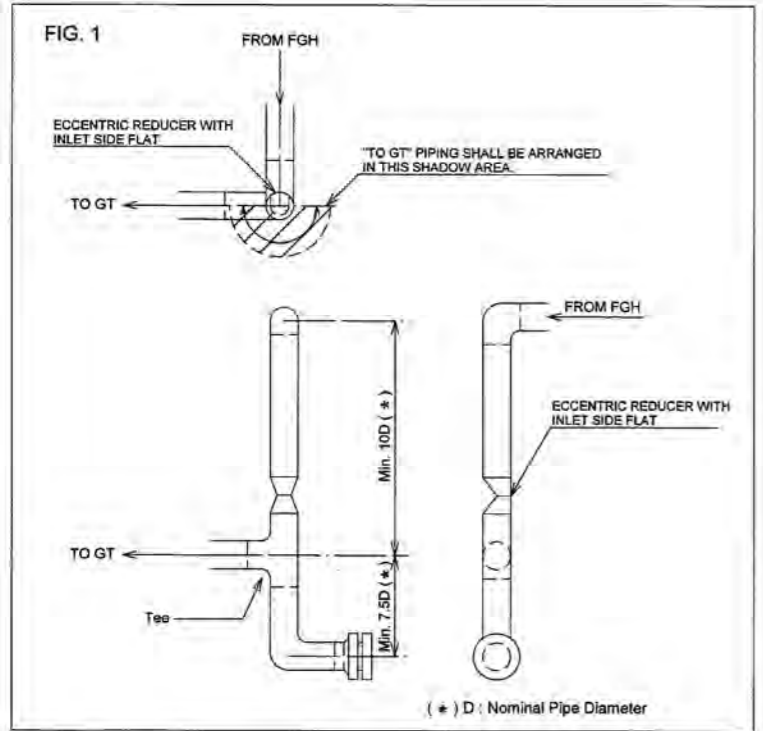 FIG. 1
FROM FGH
ECCENTRIC REDUCER WITH
INLET SIDE FLAT
"TO GT" PIPING SHALL BE ARRANGED
IN THIS SHADOW AREA.
TO GT
FROM FGH
Min. 10D ( * )
ECCENTRIC REDUCER WITH
INLET SIDE FLAT
TO GT
Tee
Min. 7.5D ( * )
( * ) D : Nominal Pipe Diameter